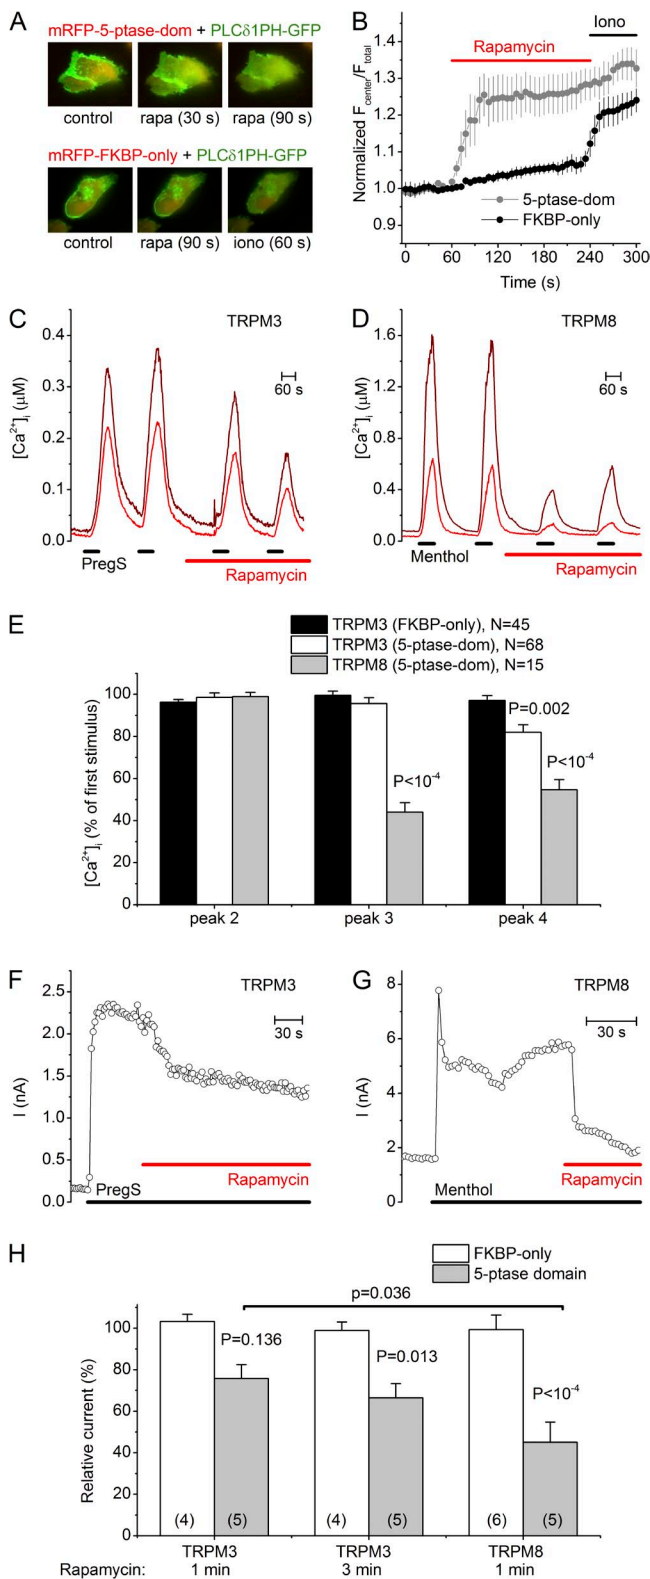 A
mRFP-5-ptase-dom + PLCδ1PH-GFP
control rapa (30 s) rapa (90 s)
mRFP-FKBP-only + PLCδ1PH-GFP
control rapa (90 s) iono (60 s)
B
Iono
Rapamycin
Normalized Fcenter/Ftotal
1.4
1.3
1.2
1.1
1.0
0.9
5-ptase-dom
FKBP-only
0 60 120 180 240 300
Time (s)
C
TRPM3
[Ca2+]i (μM)
0.4
0.3
0.2
0.1
0.0
60 s
PregS
Rapamycin
D
TRPM8
[Ca2+]i (μM)
1.6
1.2
0.8
0.4
0.0
60 s
Menthol
Rapamycin
E
TRPM3 (FKBP-only), N=45
TRPM3 (5-ptase-dom), N=68
TRPM8 (5-ptase-dom), N=15
[Ca2+]i (% of first stimulus)
100
80
60
40
20
0
P<10-4
P=0.002
P<10-4
peak 2 peak 3 peak 4
F
TRPM3
I (nA)
2.5
2.0
1.5
1.0
0.5
0.0
30 s
Rapamycin
PregS
G
TRPM8
I (nA)
8
6
4
2
0
30 s
Rapamycin
Menthol
H
FKBP-only
5-ptase domain
p=0.036
Relative current (%)
100
80
60
40
20
0
P=0.136
P=0.013
P<10-4
(4) (5) (4) (5) (6) (5)
TRPM3 TRPM3 TRPM8
Rapamycin: 1 min 3 min 1 min